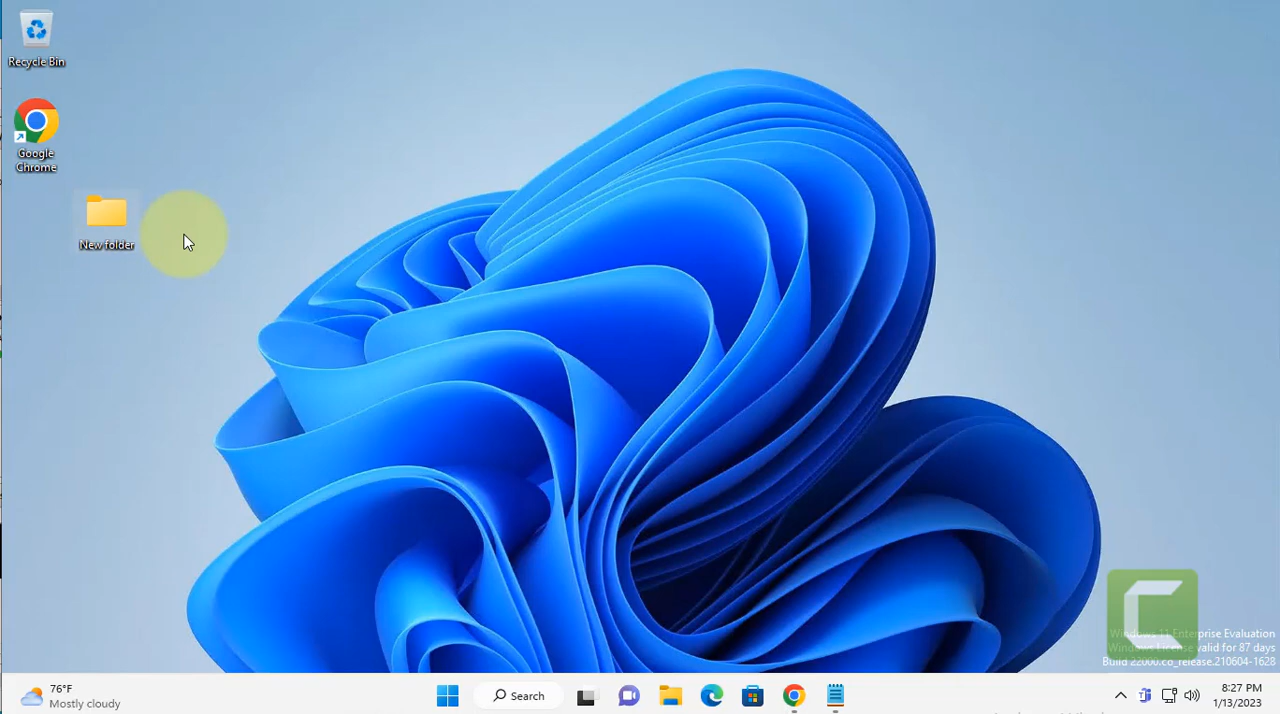 Recycle Bin
Google
Chrome
New folder
Windows 11 Enterprise Evaluation
Windows License valid for 87 days
Build 22000.co_release.210604-1628
76°F
Mostly cloudy
Search
8:27 PM
1/13/2023